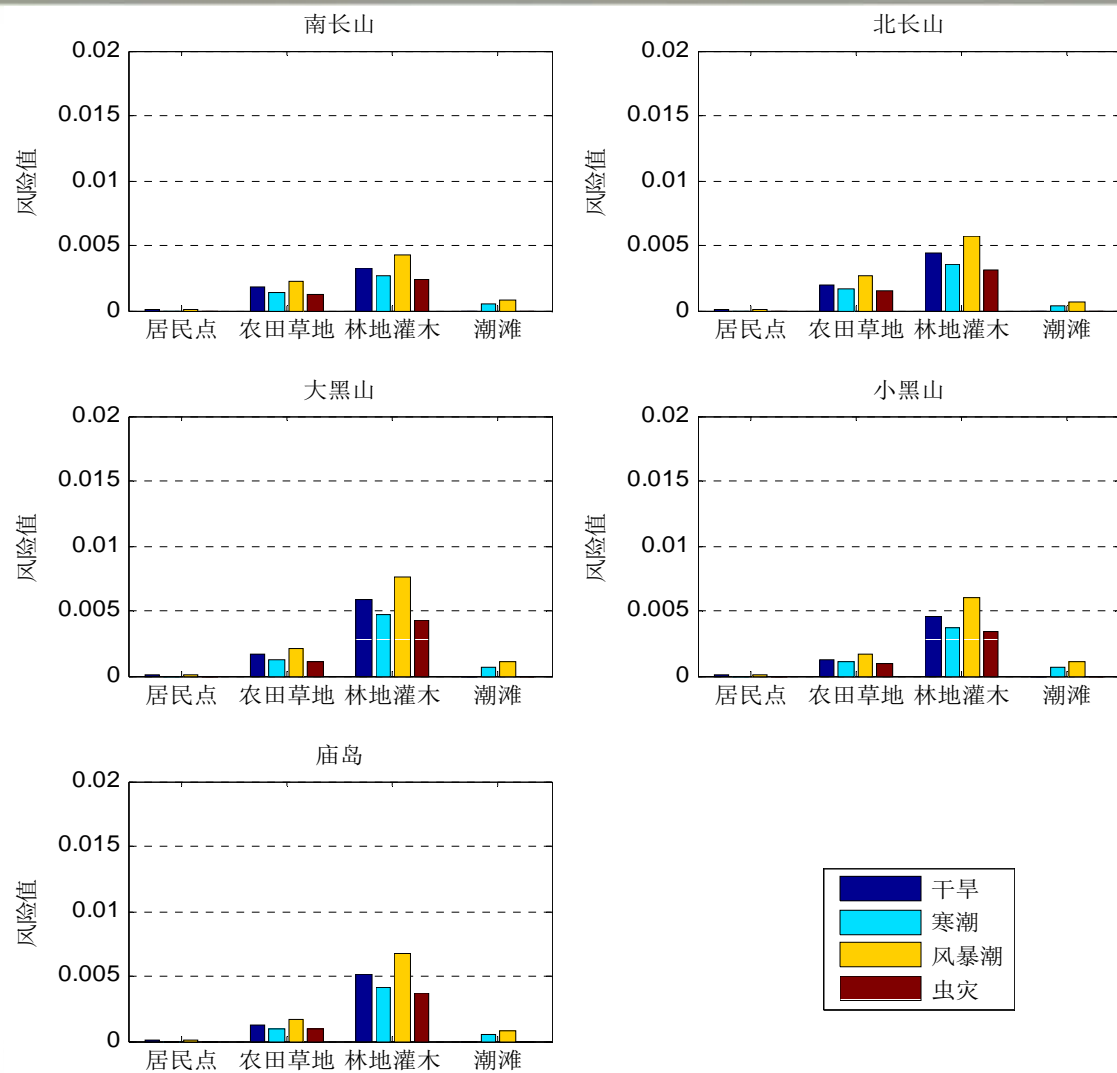 南长山
0.02
0.015
0.01
0.005
0
风险值
居民点 农田草地 林地灌木 潮滩
北长山
0.02
0.015
0.01
0.005
0
风险值
居民点 农田草地 林地灌木 潮滩
大黑山
0.02
0.015
0.01
0.005
0
风险值
居民点 农田草地 林地灌木 潮滩
小黑山
0.02
0.015
0.01
0.005
0
风险值
居民点 农田草地 林地灌木 潮滩
庙岛
0.02
0.015
0.01
0.005
0
风险值
居民点 农田草地 林地灌木 潮滩
干旱
寒潮
风暴潮
虫灾